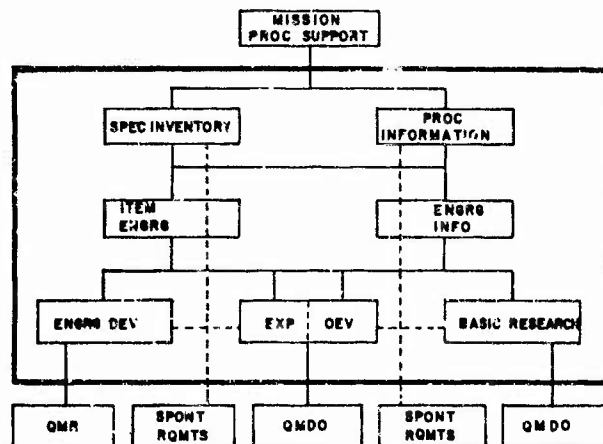 MISSION
PROC SUPPORT
SPEC INVENTORY
PROC
INFORMATION
ITEM
ENGRG
ENGRG
INFO
ENGRG DEV
EXP DEV
BASIC RESEARCH
QMR
SPONT
RQMTS
QMDO
SPONT
RQMTS
QMDO